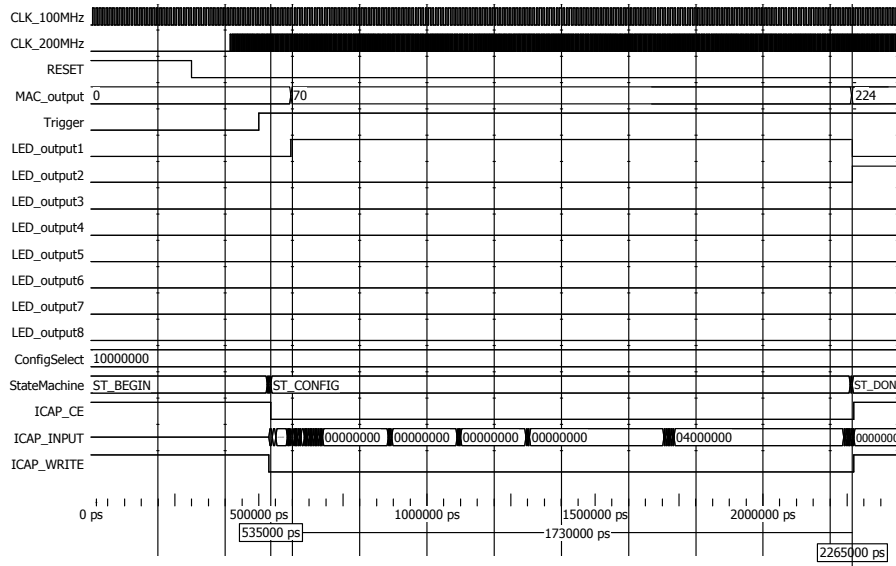 CLK_100MHz
CLK_200MHz
RESET
MAC_output 0 70 224
Trigger
LED_output1
LED_output2
LED_output3
LED_output4
LED_output5
LED_output6
LED_output7
LED_output8
ConfigSelect 10000000
StateMachine ST_BEGIN ST_CONFIG ST_DON
ICAP_CE
ICAP_INPUT 00000000 00000000 00000000 00000000 04000000 0000000
ICAP_WRITE
0 ps 500000 ps 1000000 ps 1500000 ps 2000000 ps
535000 ps 1730000 ps
2265000 ps